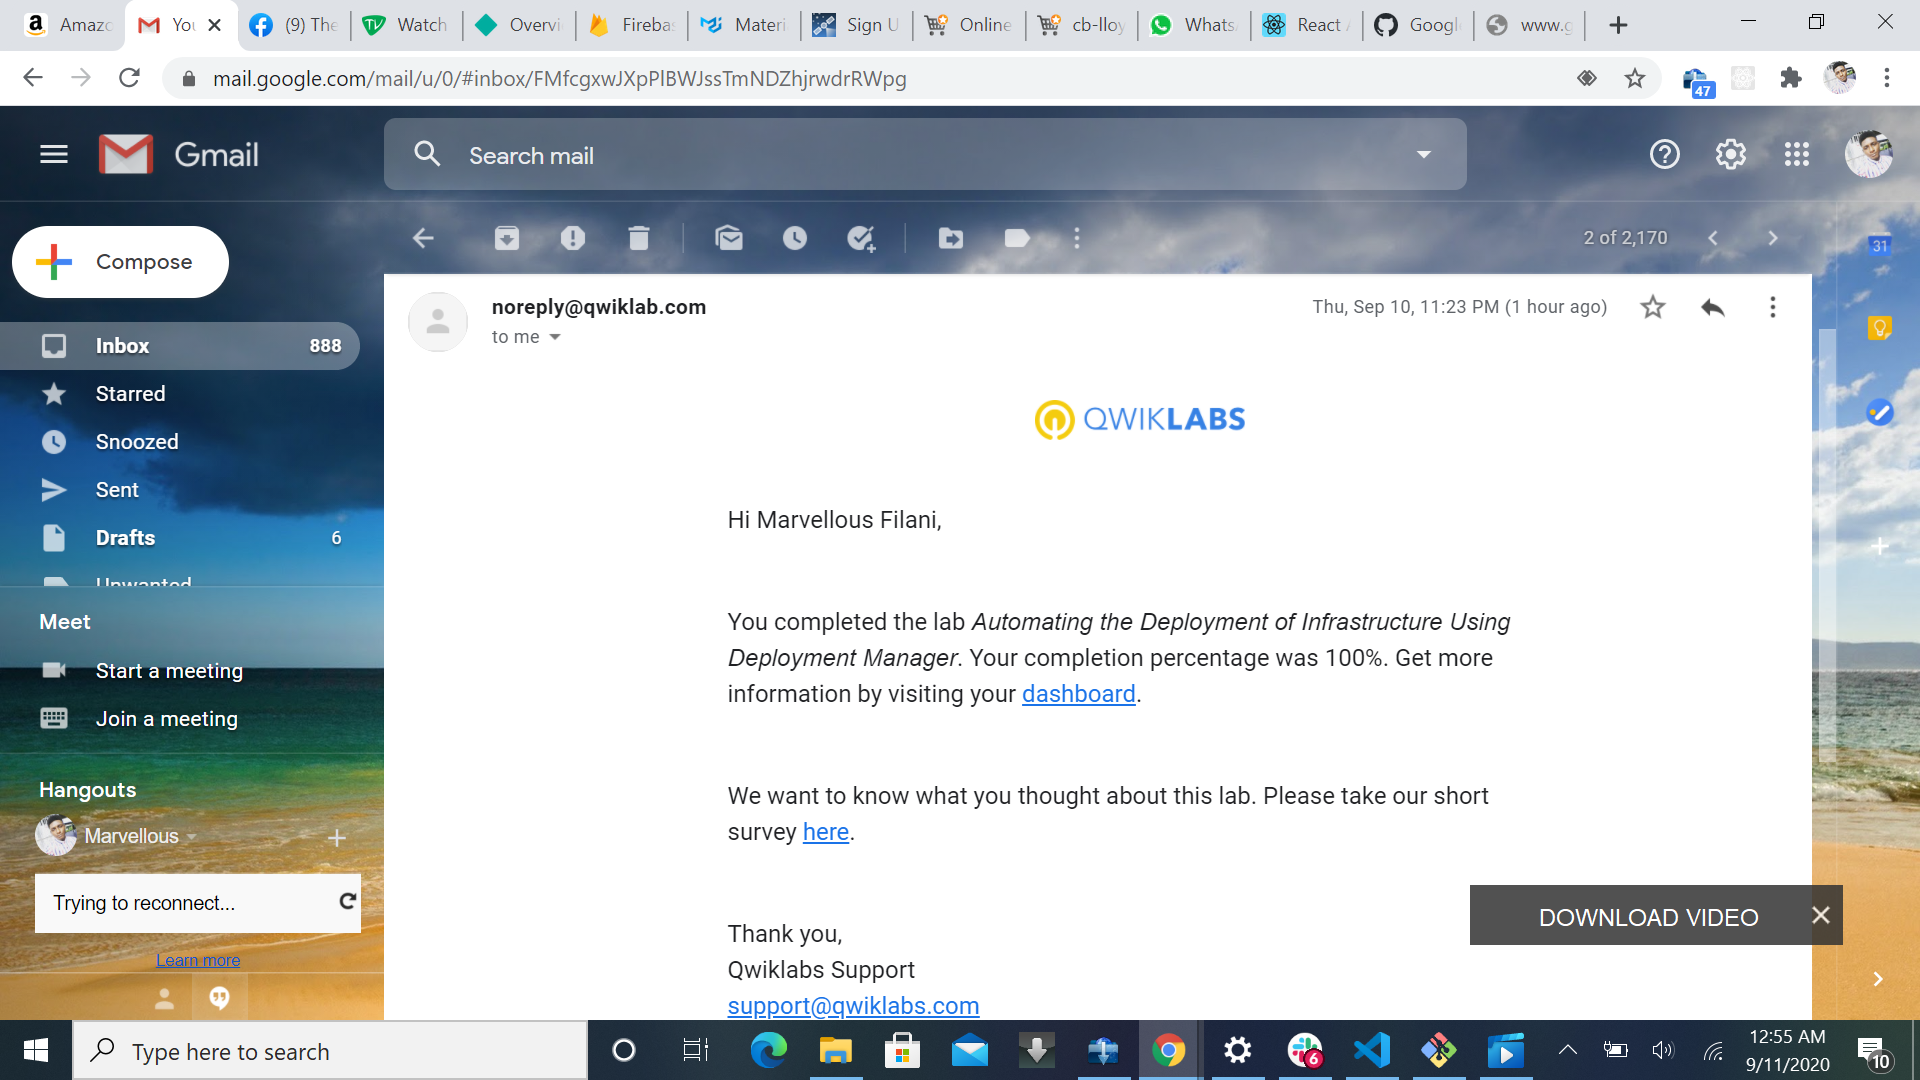 Amazo
You
(9) The
Watch
Overvi
Firebas
Materi
Sign U
Online
cb-lloy
Whats
React
Google
www.g
mail.google.com/mail/u/0/#inbox/FMfcgxwJXpPlBWJssTmNDZhjrwdrRWpg
47
Gmail
Search mail
Compose
2 of 2,170
31
noreply@qwiklab.com
Thu, Sep 10, 11:23 PM (1 hour ago)
to me
Inbox 888
Starred
Snoozed
Sent
Drafts 6
Unwanted
Meet
Start a meeting
Join a meeting
Hangouts
Marvellous
Trying to reconnect...
Learn more
QWIKLABS
Hi Marvellous Filani,
You completed the lab Automating the Deployment of Infrastructure Using
Deployment Manager. Your completion percentage was 100%. Get more
information by visiting your dashboard.
We want to know what you thought about this lab. Please take our short
survey here.
Thank you,
Qwiklabs Support
support@qwiklabs.com
DOWNLOAD VIDEO
Type here to search
6
12:55 AM
9/11/2020
10